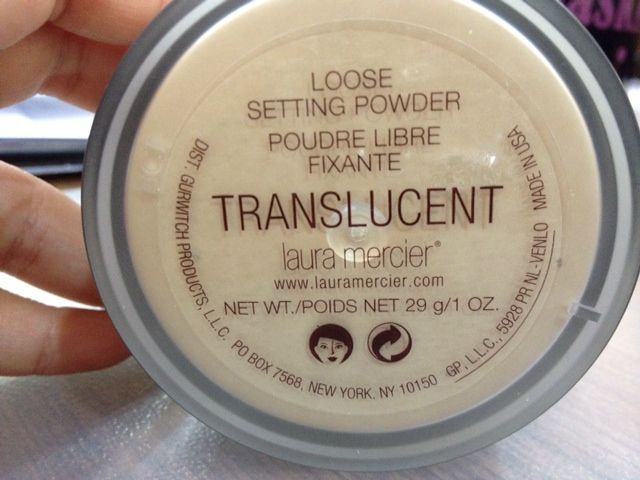 LOOSE
SETTING POWDER
POUDRE LIBRE
FIXANTE
TRANSLUCENT
laura mercier®
www.lauramercier.com
NET WT./POIDS NET 29 g/1 OZ.
DIST. GURWITCH PRODUCTS, L.L.C. PO BOX 7568, NEW YORK, NY 10150 GP, L.L.C., 5928 PR NL-VENLO MADE IN USA